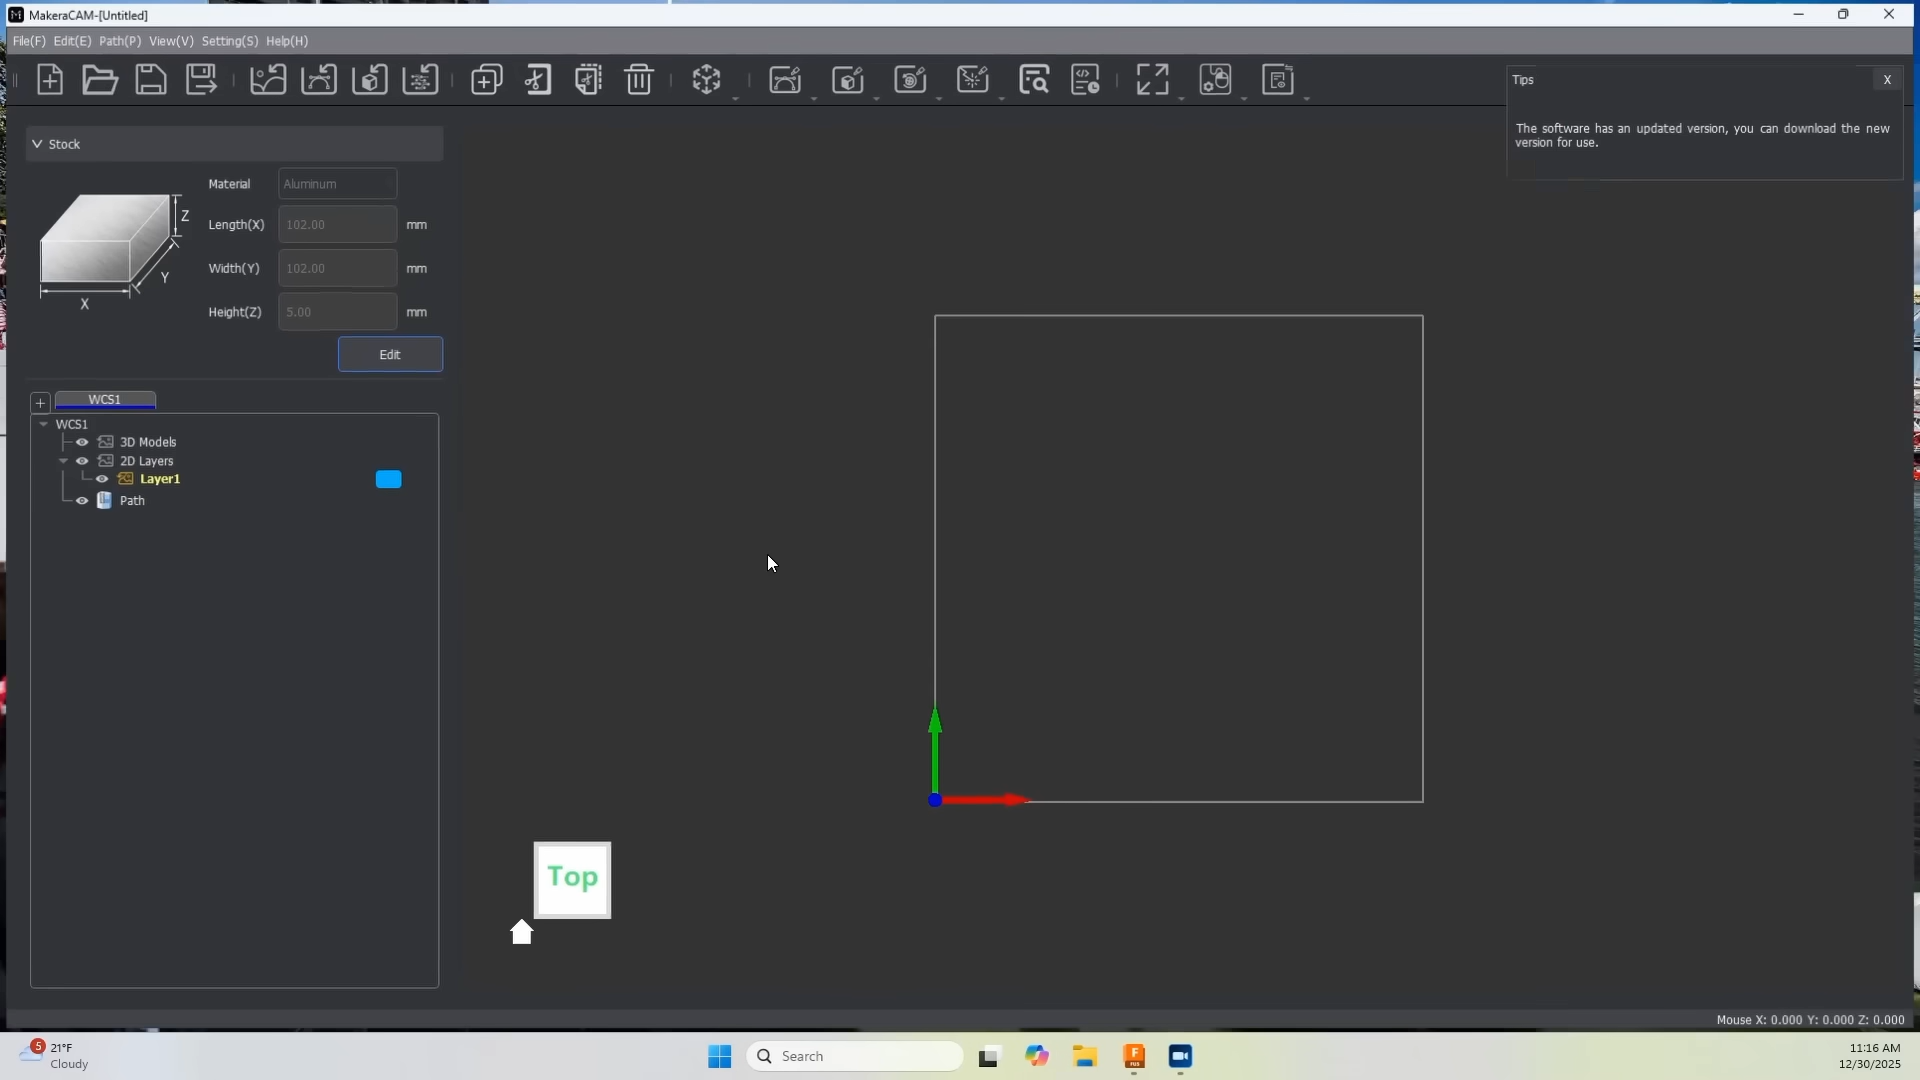 MakeraCAM-[Untitled]
File(F) Edit(E) Path(P) View(V) Setting(S) Help(H)
Tips
X
The software has an updated version, you can download the new
version for use.
Stock
Material Aluminum
Length(X) 102.00 mm
Width(Y) 102.00 mm
Height(Z) 5.00 mm
Z
Y
X
Edit
+ WCS1
WCS1
3D Models
2D Layers
Layer1
Path
Top
Mouse X: 0.000 Y: 0.000 Z: 0.000
5
21°F
Cloudy
Search
F
FUS
11:16 AM
12/30/2025